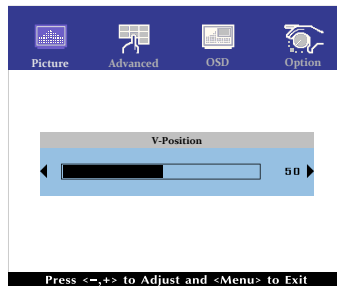 Picture Advanced OSD Option
V-Position
50
Press <-,+> to Adjust and <Menu> to Exit